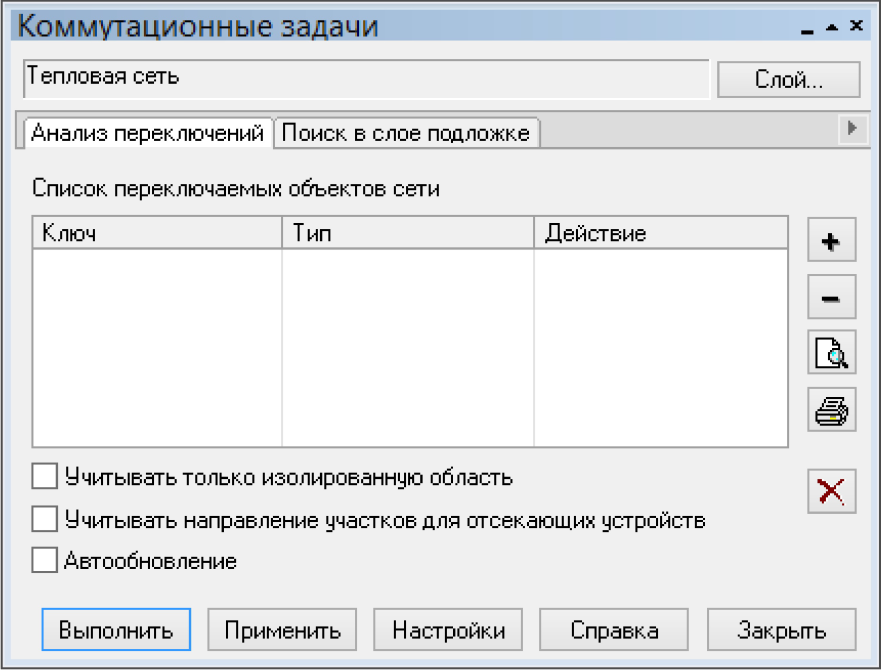 Коммутационные задачи
Тепловая сеть
Слой...
Анализ переключений Поиск в слое подложке
Список переключаемых объектов сети
Ключ Тип Действие
Учитывать только изолированную область
Учитывать направление участков для отсекающих устройств
Автообновление
Выполнить Применить Настройки Справка Закрыть